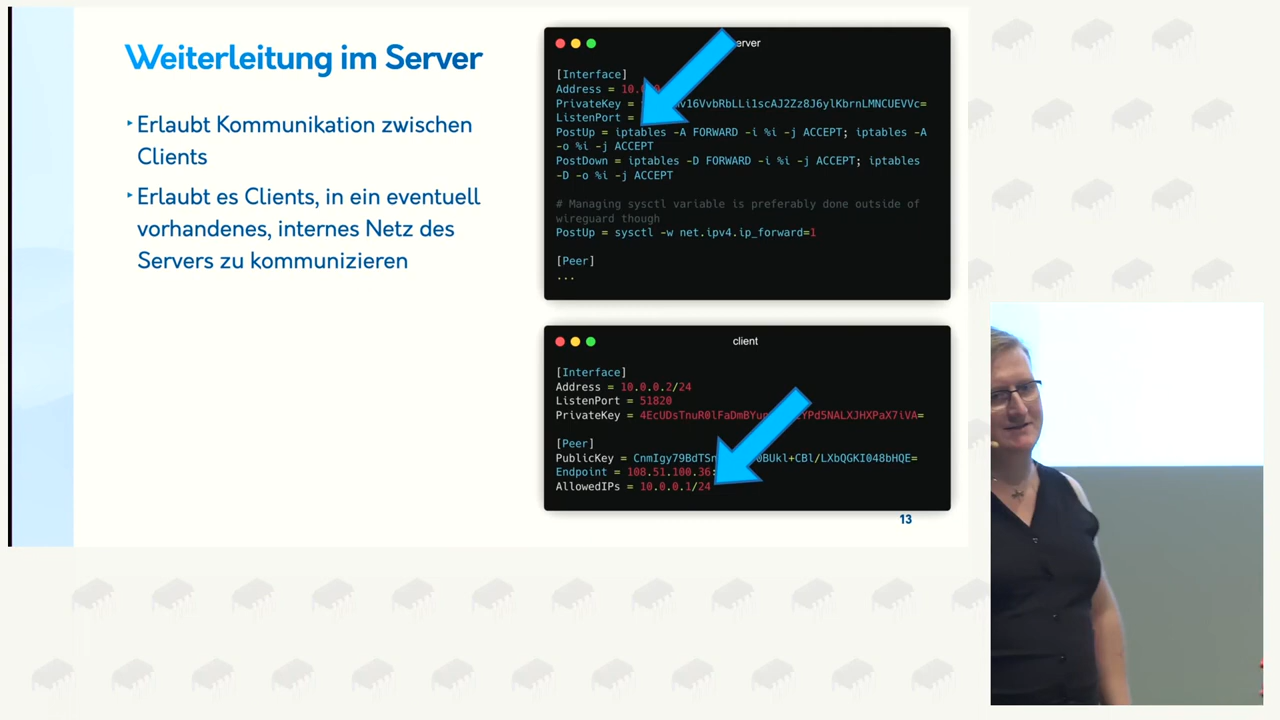 Weiterleitung im Server
Erlaubt Kommunikation zwischen
Clients
Erlaubt es Clients, in ein eventuell
vorhandenes, internes Netz des
Servers zu kommunizieren
[Interface]
Address =
PrivateKey =
ListenPort =
PostUp = iptables -A FORWARD -i %i -j ACCEPT; iptables -A
-o %i -j ACCEPT
PostDown = iptables -D FORWARD -i %i -j ACCEPT; iptables
-D -o %i -j ACCEPT
# Managing sysctl variable is preferably done outside of
wireguard though
PostUp = sysctl -w net.ipv4.ip_forward=1
[Peer]
...
client
[Interface]
Address = 10.0.0.2/24
ListenPort = 51820
PrivateKey =
[Peer]
PublicKey =
Endpoint = 108.51.100.36:
AllowedIPs = 10.0.0.1/24
13